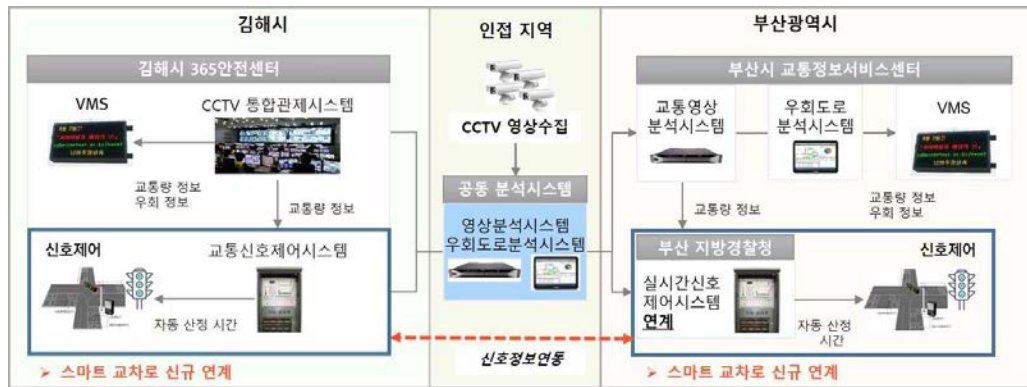 김해시
김해시 365안전센터
VMS
CCTV 통합관제시스템
교통량 정보
우회 정보
교통량 정보
신호제어
교통신호제어시스템
자동 산정 시간
➢ 스마트 교차로 신규 연계
인접 지역
CCTV 영상수집
공동 분석시스템
영상분석시스템
우회도로분석시스템
신호정보연동
부산광역시
부산시 교통정보서비스센터
교통영상
분석시스템
우회도로
분석시스템
VMS
교통량 정보
교통량 정보
우회 정보
부산 지방경찰청
실시간신호
제어시스템
연계
신호제어
자동 산정
시간
➢ 스마트 교차로 신규 연계